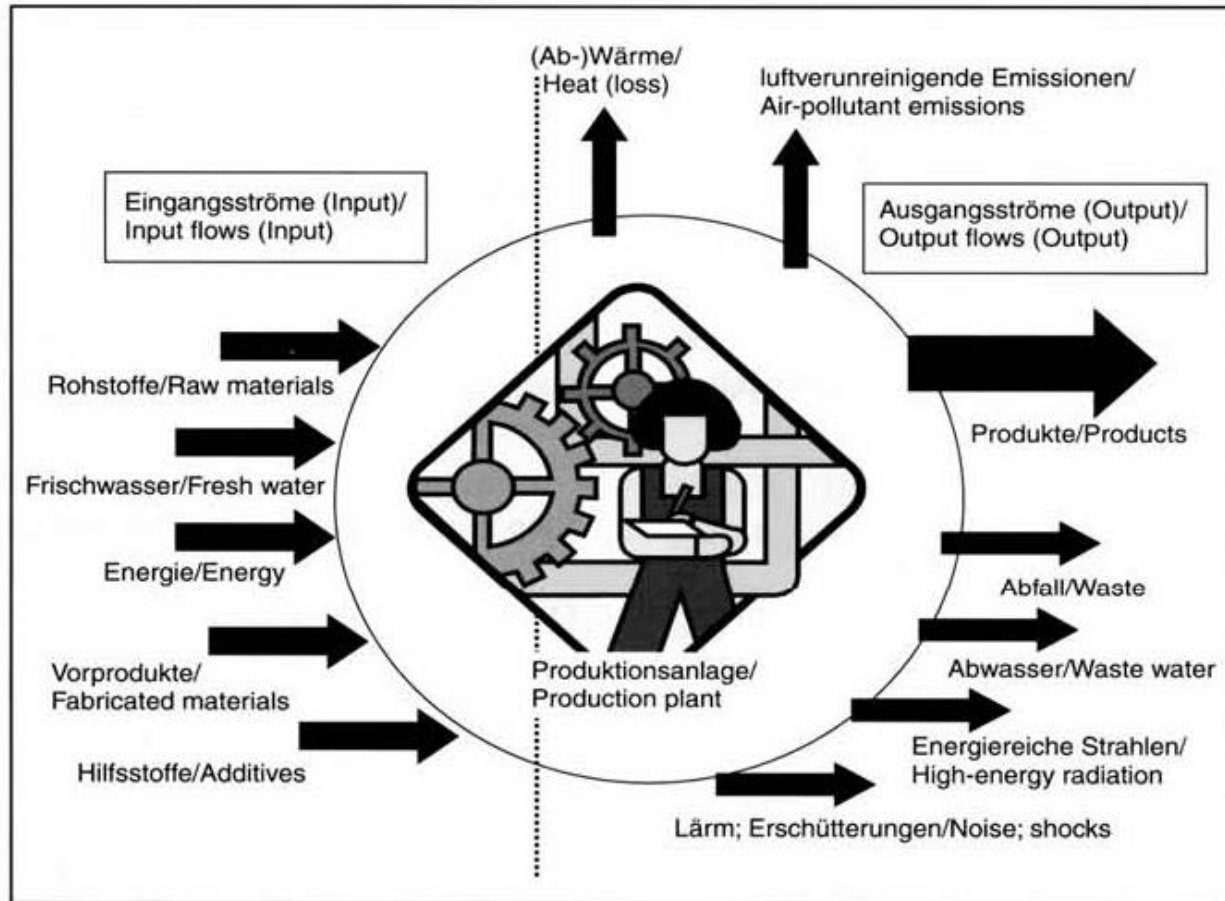 (Ab-)Wärme/
Heat (loss)
luftverunreinigende Emissionen/
Air-pollutant emissions
Eingangsströme (Input)/
Input flows (Input)
Ausgangsströme (Output)/
Output flows (Output)
Rohstoffe/Raw materials
Produkte/Products
Frischwasser/Fresh water
Energie/Energy
Abfall/Waste
Vorprodukte/
Fabricated materials
Produktionsanlage/
Production plant
Abwasser/Waste water
Hilfsstoffe/Additives
Energiereiche Strahlen/
High-energy radiation
Lärm; Erschütterungen/Noise; shocks